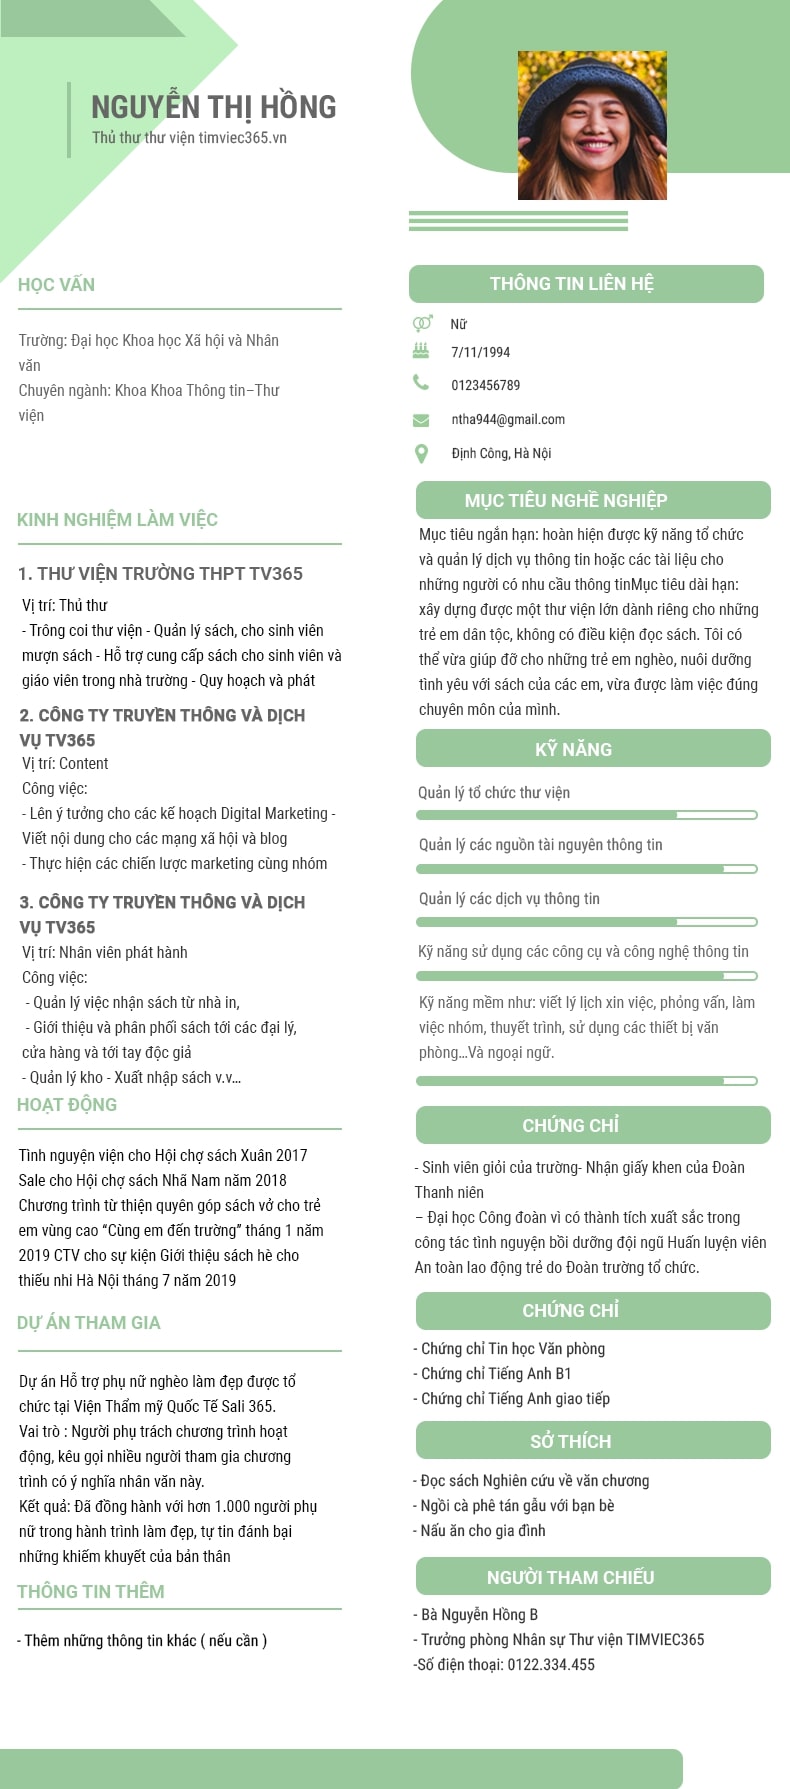 NGUYỄN THỊ HỒNG
Thủ thư thư viện timviec365.vn
HỌC VẤN
Trường: Đại học Khoa học Xã hội và Nhân
văn
Chuyên ngành: Khoa Khoa Thông tin–Thư
viện
KINH NGHIỆM LÀM VIỆC
1. THƯ VIỆN TRƯỜNG THPT TV365
Vị trí: Thủ thư
- Trông coi thư viện - Quản lý sách, cho sinh viên
mượn sách - Hỗ trợ cung cấp sách cho sinh viên và
giáo viên trong nhà trường - Quy hoạch và phát
2. CÔNG TY TRUYỀN THÔNG VÀ DỊCH
VỤ TV365
Vị trí: Content
Công việc:
- Lên ý tưởng cho các kế hoạch Digital Marketing -
Viết nội dung cho các mạng xã hội và blog
- Thực hiện các chiến lược marketing cùng nhóm
3. CÔNG TY TRUYỀN THÔNG VÀ DỊCH
VỤ TV365
Vị trí: Nhân viên phát hành
Công việc:
- Quản lý việc nhận sách từ nhà in,
- Giới thiệu và phân phối sách tới các đại lý,
cửa hàng và tới tay độc giả
- Quản lý kho - Xuất nhập sách v.v...
HOẠT ĐỘNG
Tình nguyện viện cho Hội chợ sách Xuân 2017
Sale cho Hội chợ sách Nhã Nam năm 2018
Chương trình từ thiện quyên góp sách vở cho trẻ
em vùng cao “Cùng em đến trường” tháng 1 năm
2019 CTV cho sự kiện Giới thiệu sách hè cho
thiếu nhi Hà Nội tháng 7 năm 2019
DỰ ÁN THAM GIA
Dự án Hỗ trợ phụ nữ nghèo làm đẹp được tổ
chức tại Viện Thẩm mỹ Quốc Tế Sali 365.
Vai trò : Người phụ trách chương trình hoạt
động, kêu gọi nhiều người tham gia chương
trình có ý nghĩa nhân văn này.
Kết quả: Đã đồng hành với hơn 1.000 người phụ
nữ trong hành trình làm đẹp, tự tin đánh bại
những khiếm khuyết của bản thân
THÔNG TIN THÊM
- Thêm những thông tin khác ( nếu cần )
THÔNG TIN LIÊN HỆ
Nữ
7/11/1994
0123456789
ntha944@gmail.com
Định Công, Hà Nội
MỤC TIÊU NGHỀ NGHIỆP
Mục tiêu ngắn hạn: hoàn hiện được kỹ năng tổ chức
và quản lý dịch vụ thông tin hoặc các tài liệu cho
những người có nhu cầu thông tinMục tiêu dài hạn:
xây dựng được một thư viện lớn dành riêng cho những
trẻ em dân tộc, không có điều kiện đọc sách. Tôi có
thể vừa giúp đỡ cho những trẻ em nghèo, nuôi dưỡng
tình yêu với sách của các em, vừa được làm việc đúng
chuyên môn của mình.
KỸ NĂNG
Quản lý tổ chức thư viện
Quản lý các nguồn tài nguyên thông tin
Quản lý các dịch vụ thông tin
Kỹ năng sử dụng các công cụ và công nghệ thông tin
Kỹ năng mềm như: viết lý lịch xin việc, phỏng vấn, làm
việc nhóm, thuyết trình, sử dụng các thiết bị văn
phòng...Và ngoại ngữ.
CHỨNG CHỈ
- Sinh viên giỏi của trường- Nhận giấy khen của Đoàn
Thanh niên
– Đại học Công đoàn vì có thành tích xuất sắc trong
công tác tình nguyện bồi dưỡng đội ngũ Huấn luyện viên
An toàn lao động trẻ do Đoàn trường tổ chức.
CHỨNG CHỈ
- Chứng chỉ Tin học Văn phòng
- Chứng chỉ Tiếng Anh B1
- Chứng chỉ Tiếng Anh giao tiếp
SỞ THÍCH
- Đọc sách Nghiên cứu về văn chương
- Ngồi cà phê tán gẫu với bạn bè
- Nấu ăn cho gia đình
NGƯỜI THAM CHIẾU
- Bà Nguyễn Hồng B
- Trưởng phòng Nhân sự Thư viện TIMVIEC365
-Số điện thoại: 0122.334.455